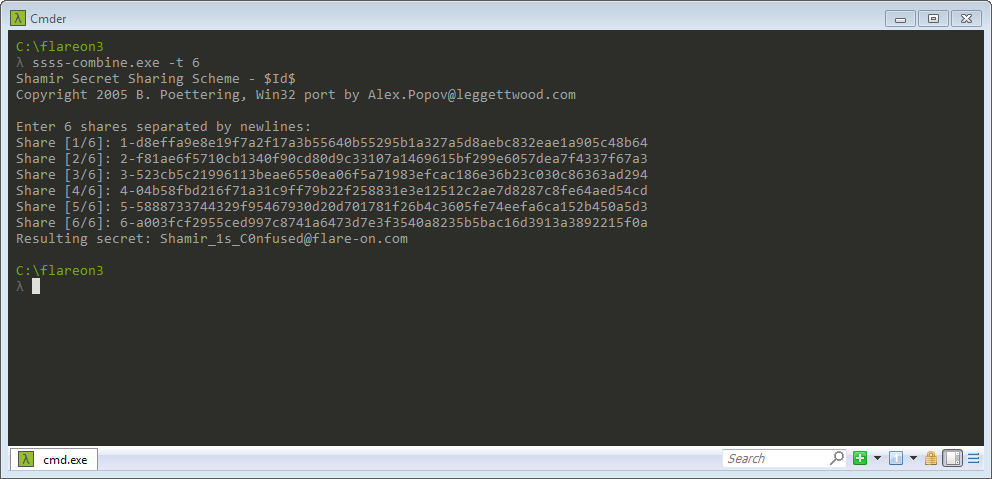 Cmder
C:\flareon3
λ ssss-combine.exe -t 6
Shamir Secret Sharing Scheme - $Id$
Copyright 2005 B. Poettering, Win32 port by Alex.Popov@leggettwood.com
Enter 6 shares separated by newlines:
Share [1/6]: 1-d8effa9e8e19f7a2f17a3b55640b55295b1a327a5d8aebc832eae1a905c48b64
Share [2/6]: 2-f81ae6f5710cb1340f90cd80d9c33107a1469615bf299e6057dea7f4337f67a3
Share [3/6]: 3-523cb5c21996113beae6550ea06f5a71983efcac186e36b23c030c86363ad294
Share [4/6]: 4-04b58fbd216f71a31c9ff79b22f258831e3e12512c2ae7d8287c8fe64aed54cd
Share [5/6]: 5-5888733744329f95467930d20d701781f26b4c3605fe74eefa6ca152b450a5d3
Share [6/6]: 6-a003fcf2955ced997c8741a6473d7e3f3540a8235b5bac16d3913a3892215f0a
Resulting secret: Shamir_1s_C0nfused@flare-on.com
C:\flareon3
λ
λ cmd.exe
Search